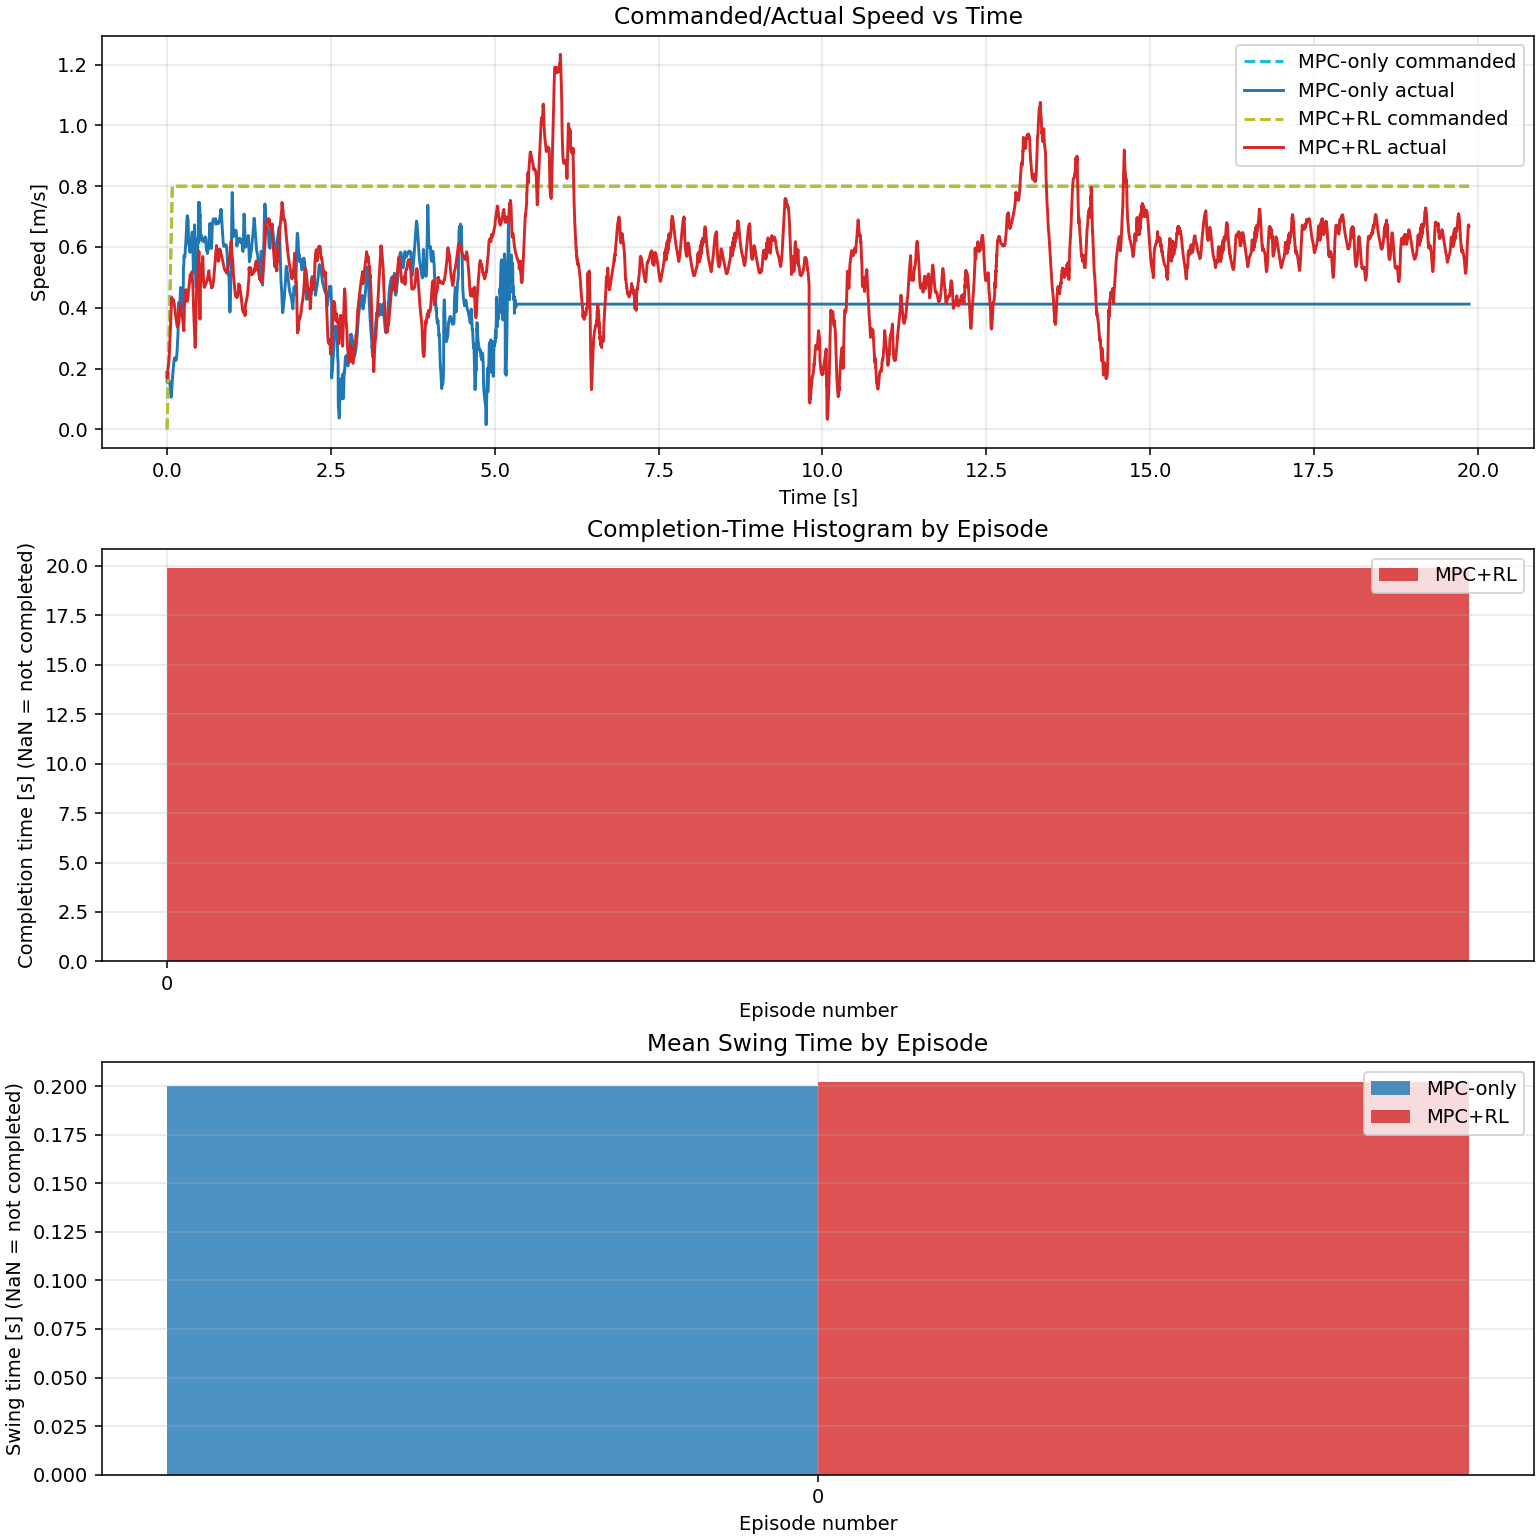 Commanded/Actual Speed vs Time
Speed [m/s]
1.2
1.0
0.8
0.6
0.4
0.2
0.0
MPC-only commanded
MPC-only actual
MPC+RL commanded
MPC+RL actual
0.0 2.5 5.0 7.5 10.0 12.5 15.0 17.5 20.0
Time [s]
Completion-Time Histogram by Episode
Completion time [s] (NaN = not completed)
20.0
17.5
15.0
12.5
10.0
7.5
5.0
2.5
0.0
MPC+RL
0
Episode number
Mean Swing Time by Episode
Swing time [s] (NaN = not completed)
0.200
0.175
0.150
0.125
0.100
0.075
0.050
0.025
0.000
MPC-only
MPC+RL
0
Episode number